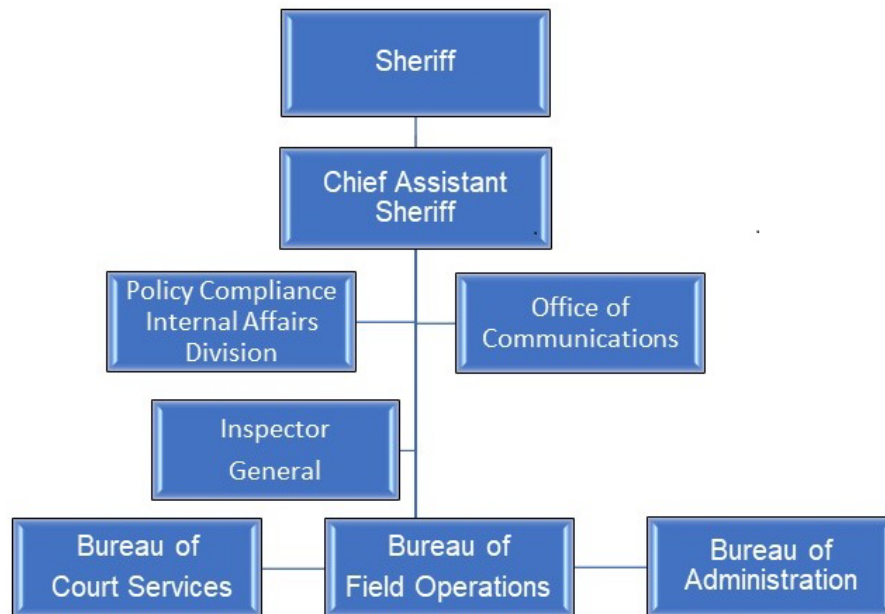 Sheriff
Chief Assistant
Sheriff
Policy Compliance
Internal Affairs
Division
Office of
Communications
Inspector
General
Bureau of
Court Services
Bureau of
Field Operations
Bureau of
Administration